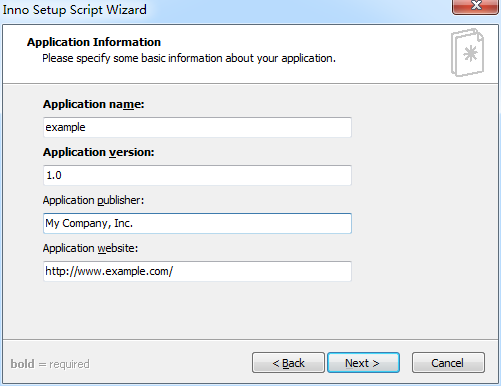 Inno Setup Script Wizard
Application Information
Please specify some basic information about your application.
Application name:
example
Application version:
1.0
Application publisher:
My Company, Inc.
Application website:
http://www.example.com/
bold = required
< Back
Next >
Cancel